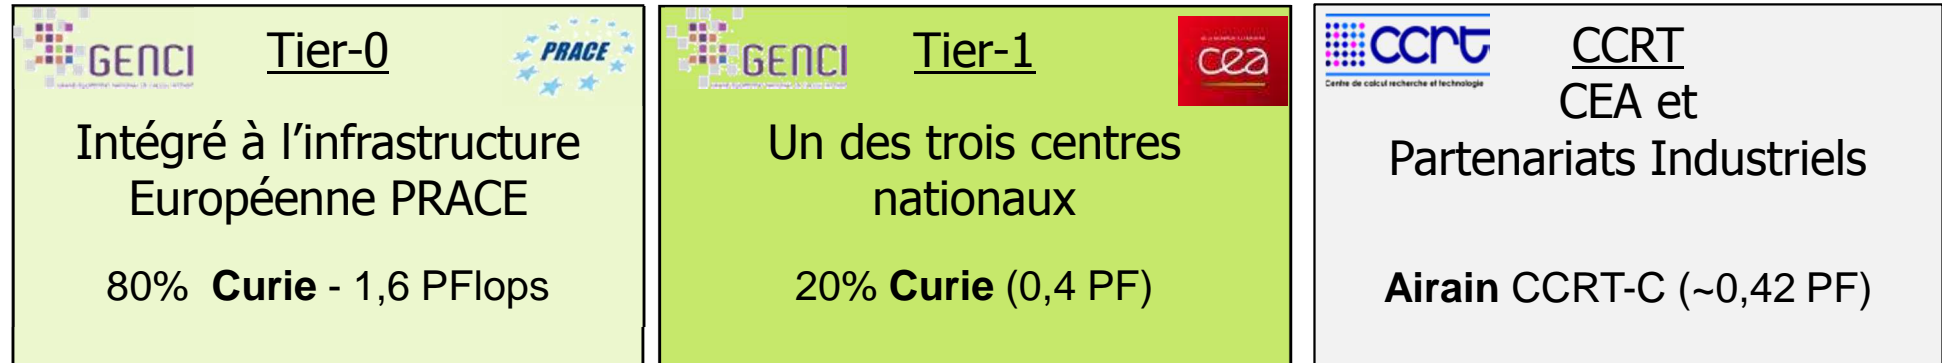 GENCI
Tier-0
PRACE
Intégré à l’infrastructure
Européenne PRACE
80% Curie - 1,6 PFlops
GENCI
Tier-1
cea
Un des trois centres
nationaux
20% Curie (0,4 PF)
ccrt
Centre de calcul recherche et technologie
CCRT
CEA et
Partenariats Industriels
Airain CCRT-C (~0,42 PF)